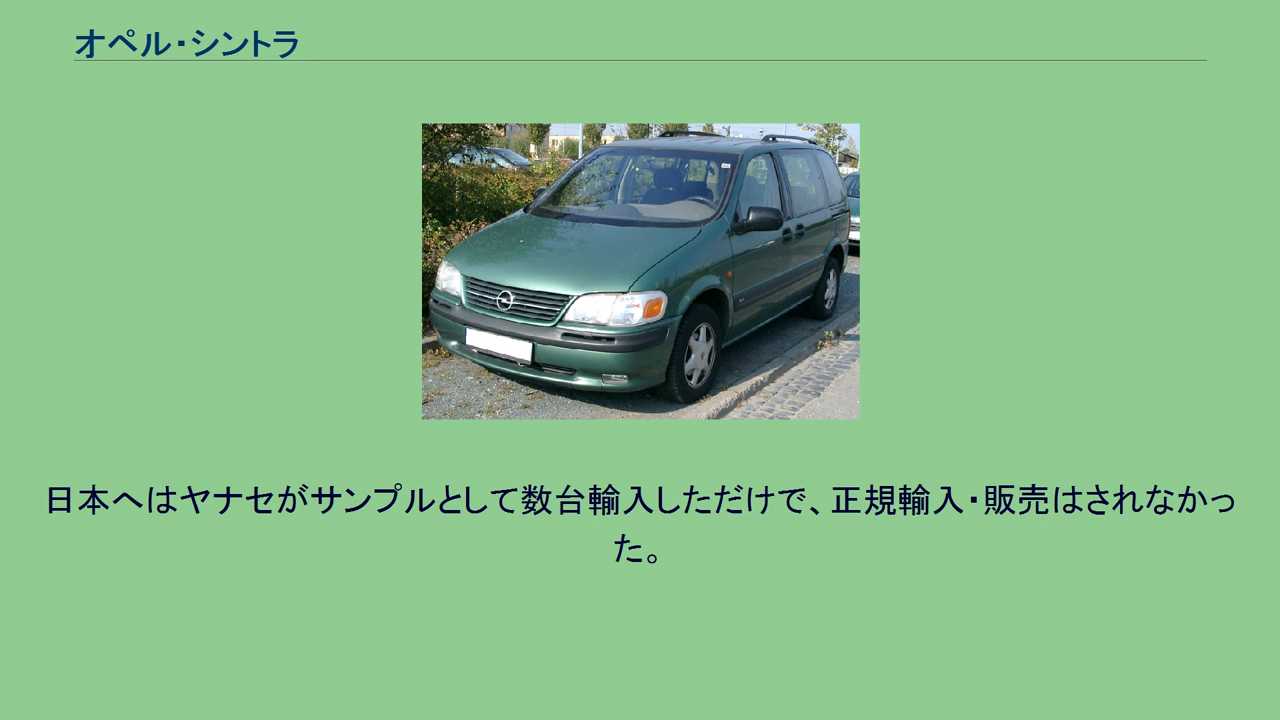 オペル・シントラ
日本へはヤナセがサンプルとして数台輸入しただけで、正規輸入・販売はされなかっ
た。